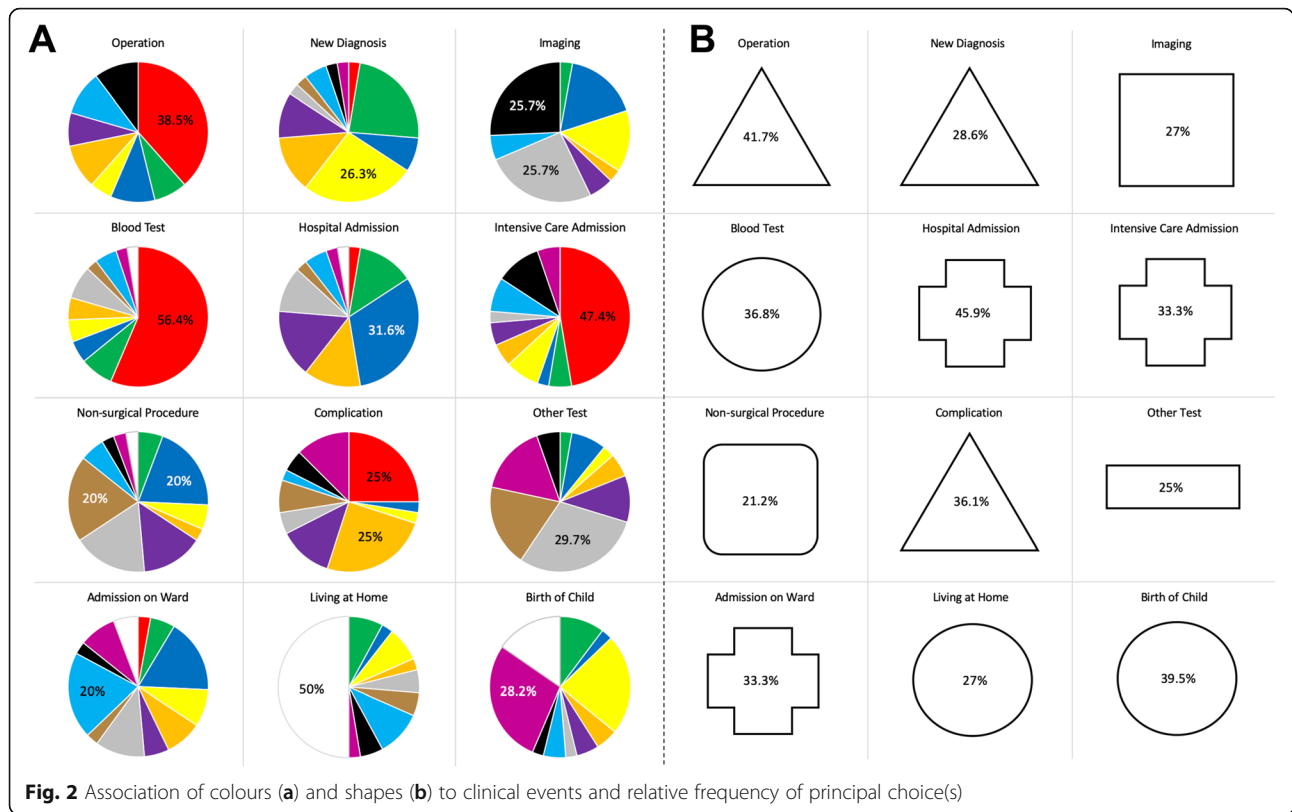 A
B
Operation
New Diagnosis
Imaging
38.5%
26.3%
25.7%
25.7%
Blood Test
Hospital Admission
Intensive Care Admission
56.4%
31.6%
47.4%
Non-surgical Procedure
Complication
Other Test
20%
20%
25%
25%
29.7%
Admission on Ward
Living at Home
Birth of Child
20%
50%
28.2%
Operation
New Diagnosis
Imaging
41.7%
28.6%
27%
Blood Test
Hospital Admission
Intensive Care Admission
36.8%
45.9%
33.3%
Non-surgical Procedure
Complication
Other Test
21.2%
36.1%
25%
Admission on Ward
Living at Home
Birth of Child
33.3%
27%
39.5%
Fig. 2 Association of colours (a) and shapes (b) to clinical events and relative frequency of principal choice(s)